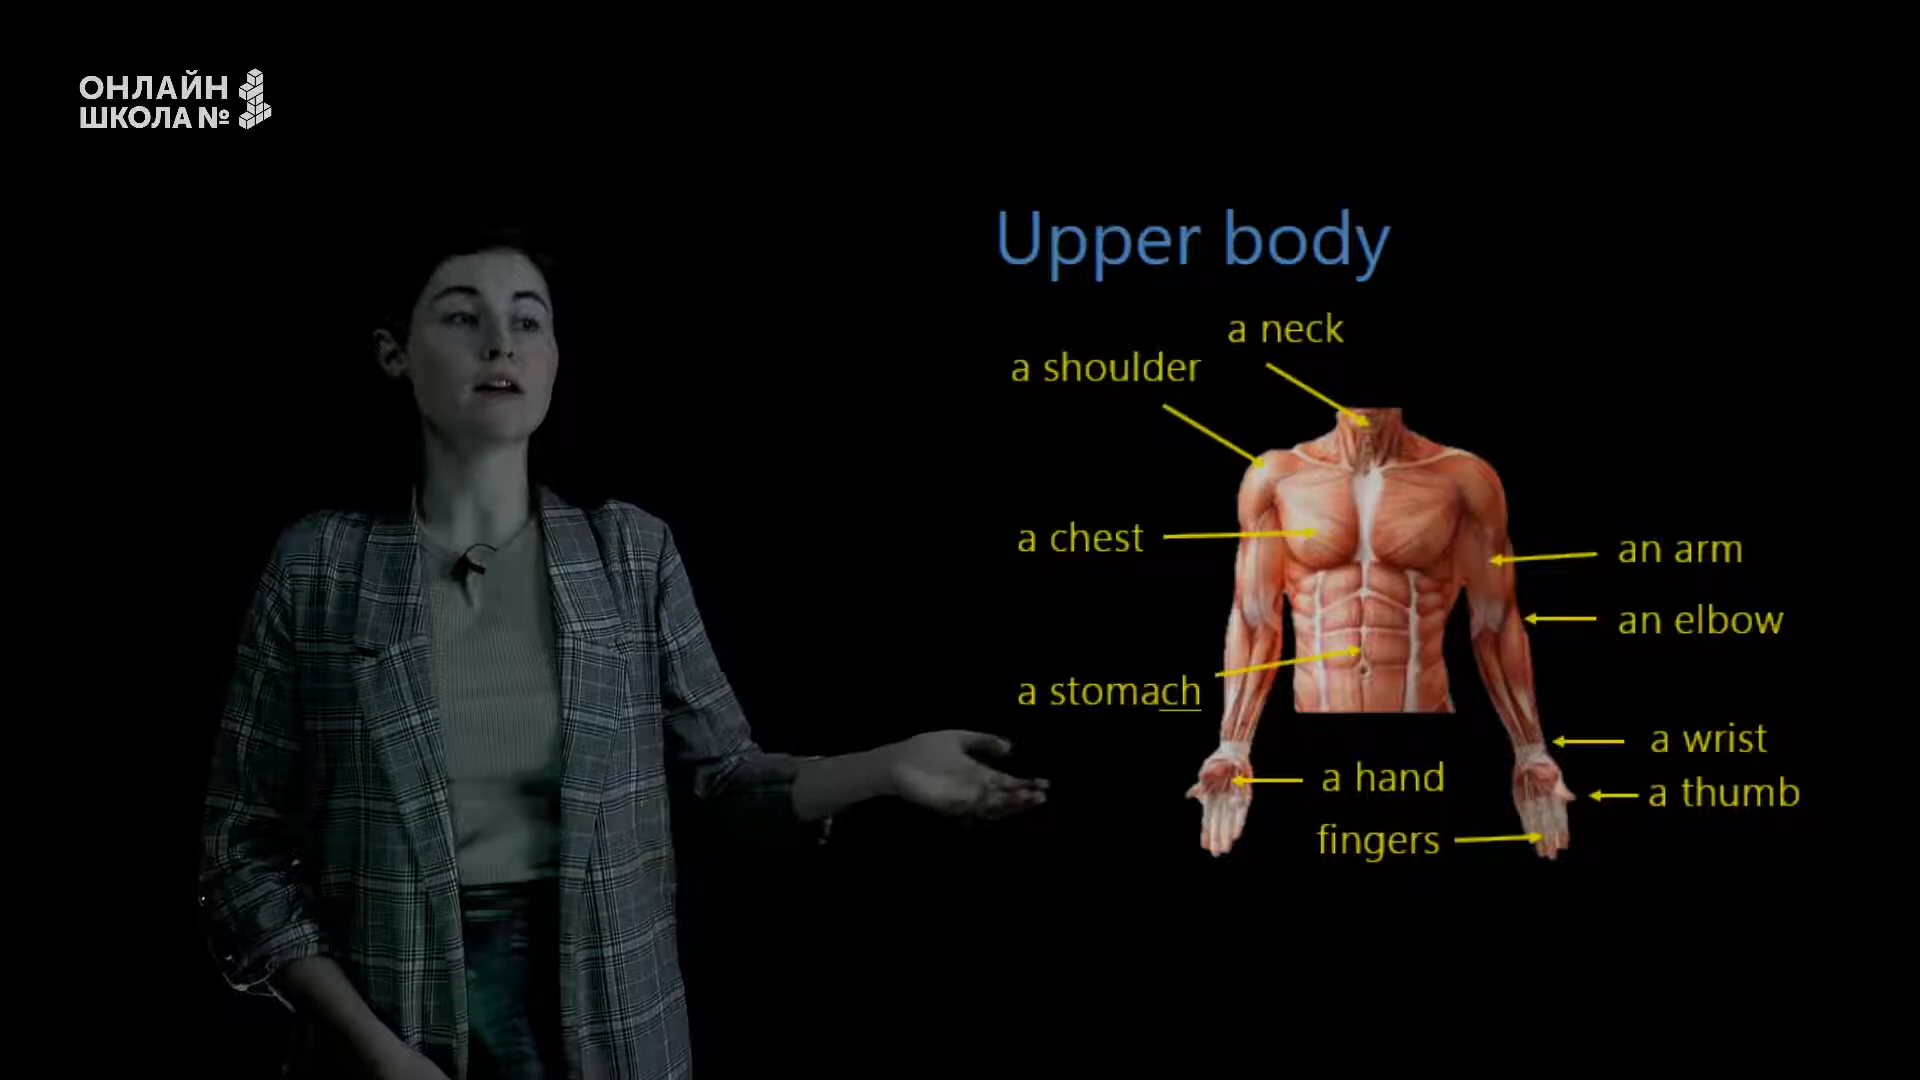 ОНЛАЙН
ШКОЛА №
Upper body
a neck
a shoulder
a chest
an arm
an elbow
a stomach
a wrist
a hand
a thumb
fingers